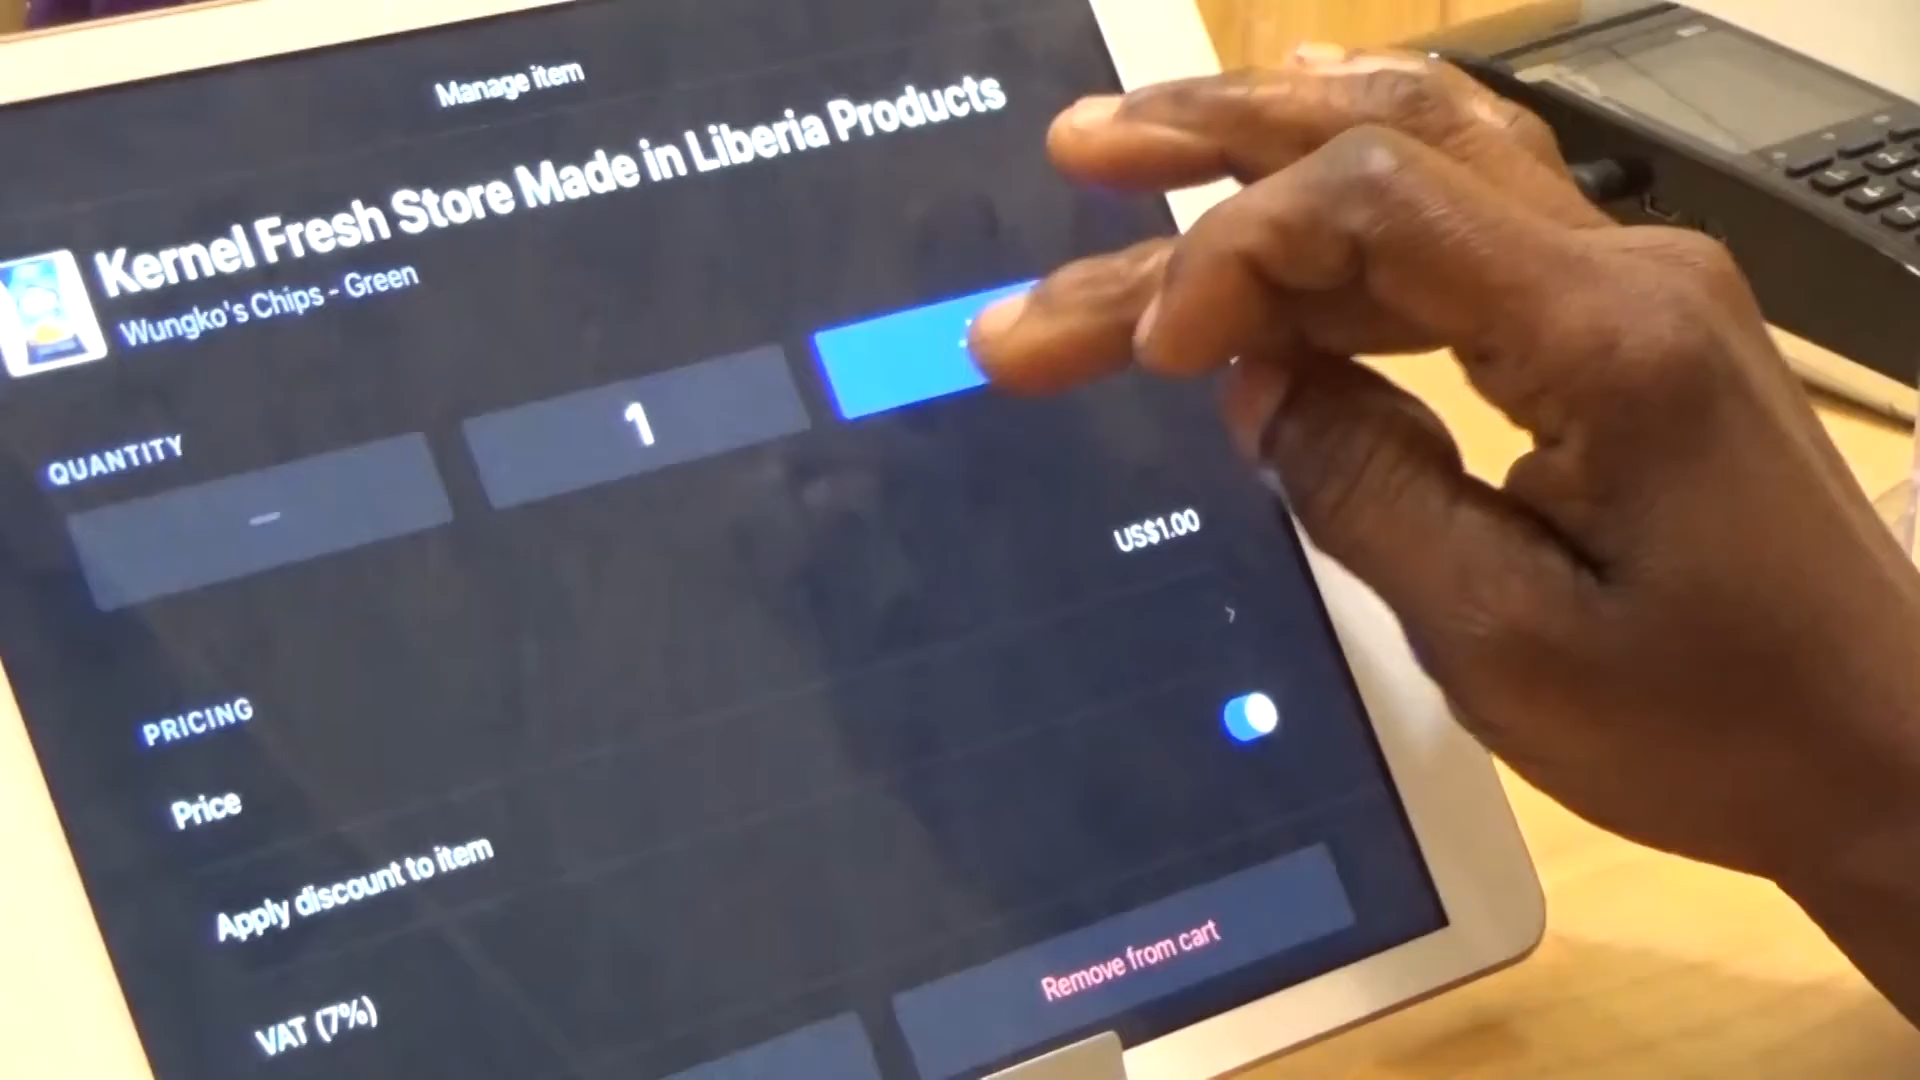 Manage item
Kernel Fresh Store Made in Liberia Products
Wungko's Chips - Green
QUANTITY
1
PRICING
Price
US$1.00
Apply discount to item
VAT (7%)
Remove from cart